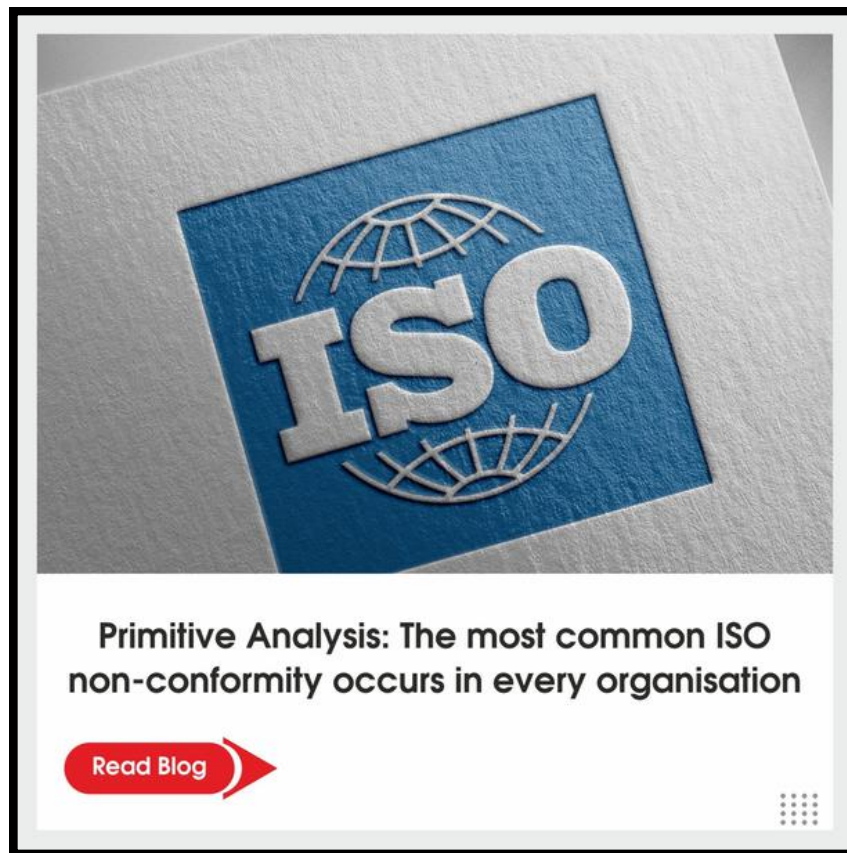 ISO
Primitive Analysis: The most common ISO
non-conformity occurs in every organisation
Read Blog